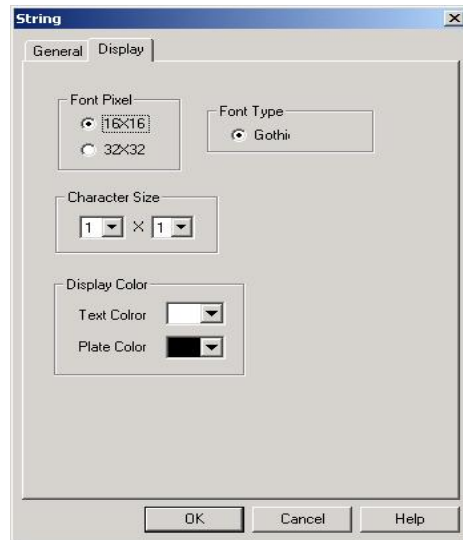 String
General Display
Font Pixel
16X16
32X32
Font Type
Gothi
Character Size
1 X 1
Display Color
Text Colror
Plate Color
OK Cancel Help